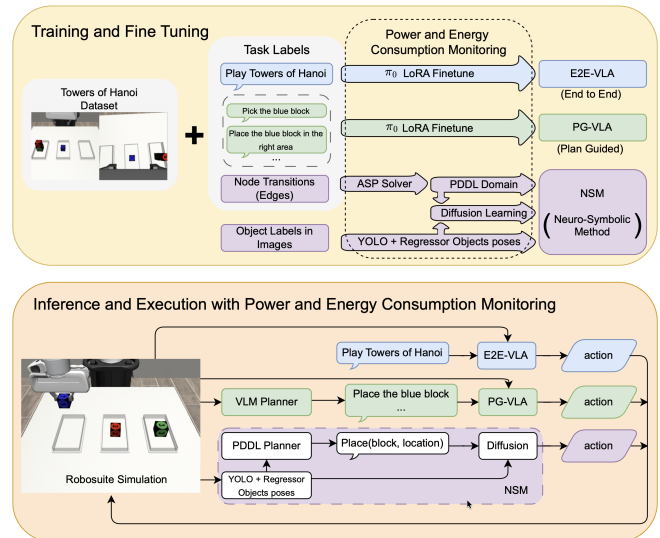 Training and Fine Tuning
Power and Energy
Consumption Monitoring
Task Labels
Towers of Hanoi
Dataset
Play Towers of Hanoi
π₀ LoRA Finetune
E2E-VLA
(End to End)
Pick the blue block
Place the blue block in the
right area
...
π₀ LoRA Finetune
PG-VLA
(Plan Guided)
Node Transitions
(Edges)
ASP Solver
PDDL Domain
Diffusion Learning
NSM
(Neuro-Symbolic
Method)
Object Labels in
Images
YOLO + Regressor Objects poses
Inference and Execution with Power and Energy Consumption Monitoring
Play Towers of Hanoi
E2E-VLA
action
VLM Planner
Place the blue block
...
PG-VLA
action
PDDL Planner
Place(block, location)
Diffusion
action
Robosuite Simulation
YOLO + Regressor
Objects poses
NSM